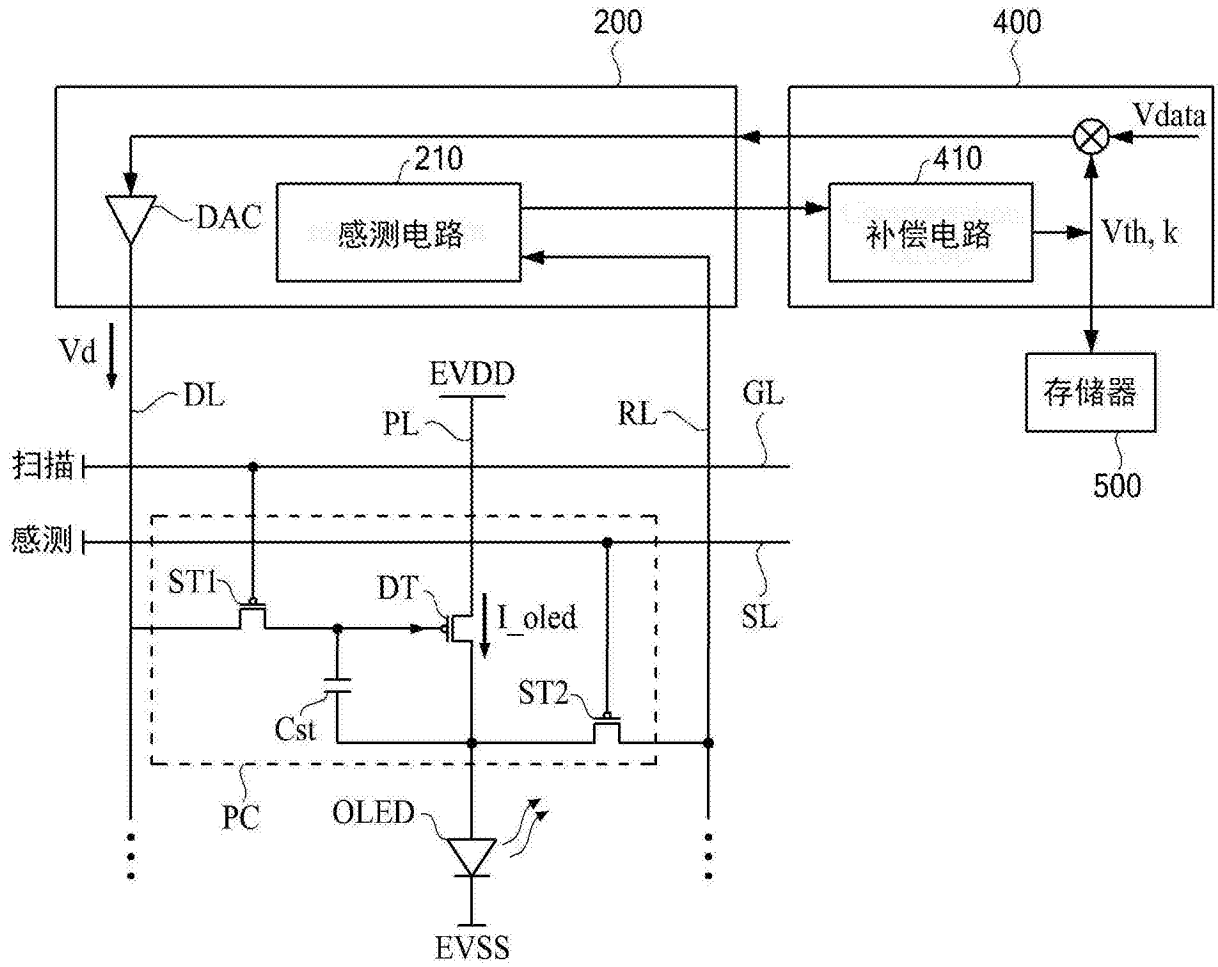 200
400
Vdata
210
410
DAC
感测电路
补偿电路
Vth, k
Vd
EVDD
存储器
DL
PL
RL
GL
扫描
500
感测
ST1
DT
I_oled
SL
ST2
Cst
PC
OLED
EVSS